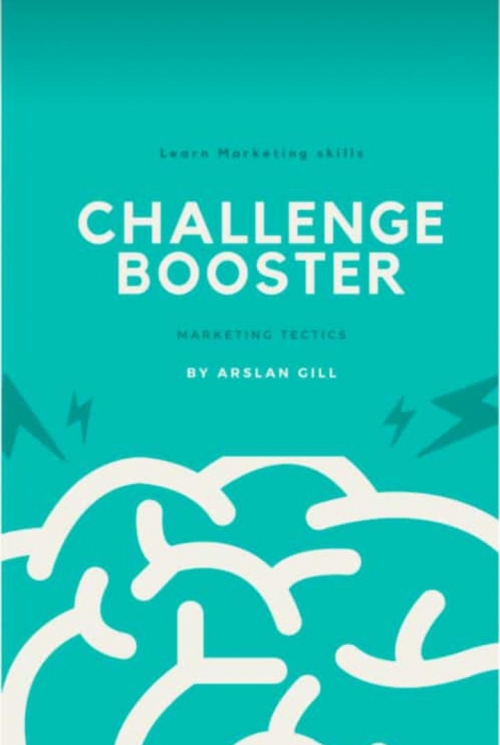 Learn Marketing skills
CHALLENGE
BOOSTER
MARKETING TECTICS
BY ARSLAN GILL